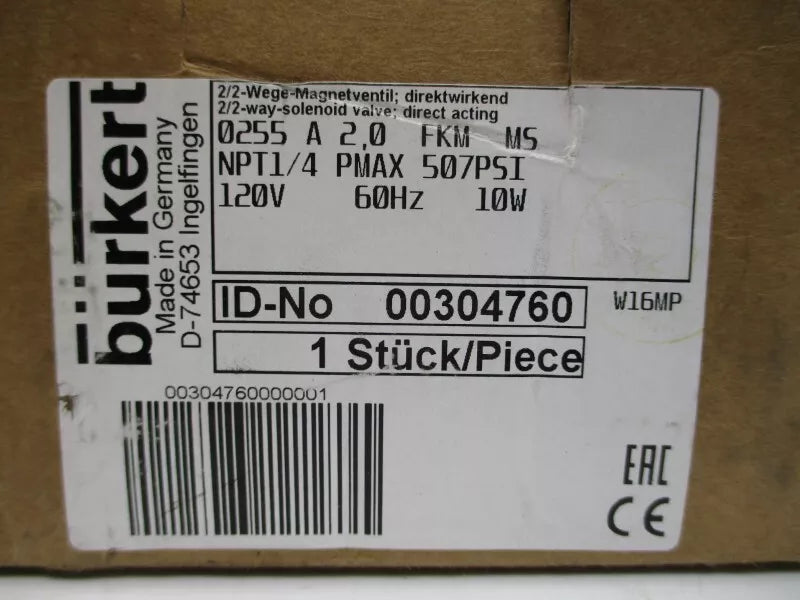 bürkert
Made in Germany
D-74653 Ingelfingen
2/2-Wege-Magnetventil; direktwirkend
2/2-way-solenoid valve; direct acting
0255 A 2,0 FKM MS
NPT1/4 PMAX 507PSI
120V 60Hz 10W
ID-No 00304760
W16MP
1 Stück/Piece
00304760000001
EAC
CE